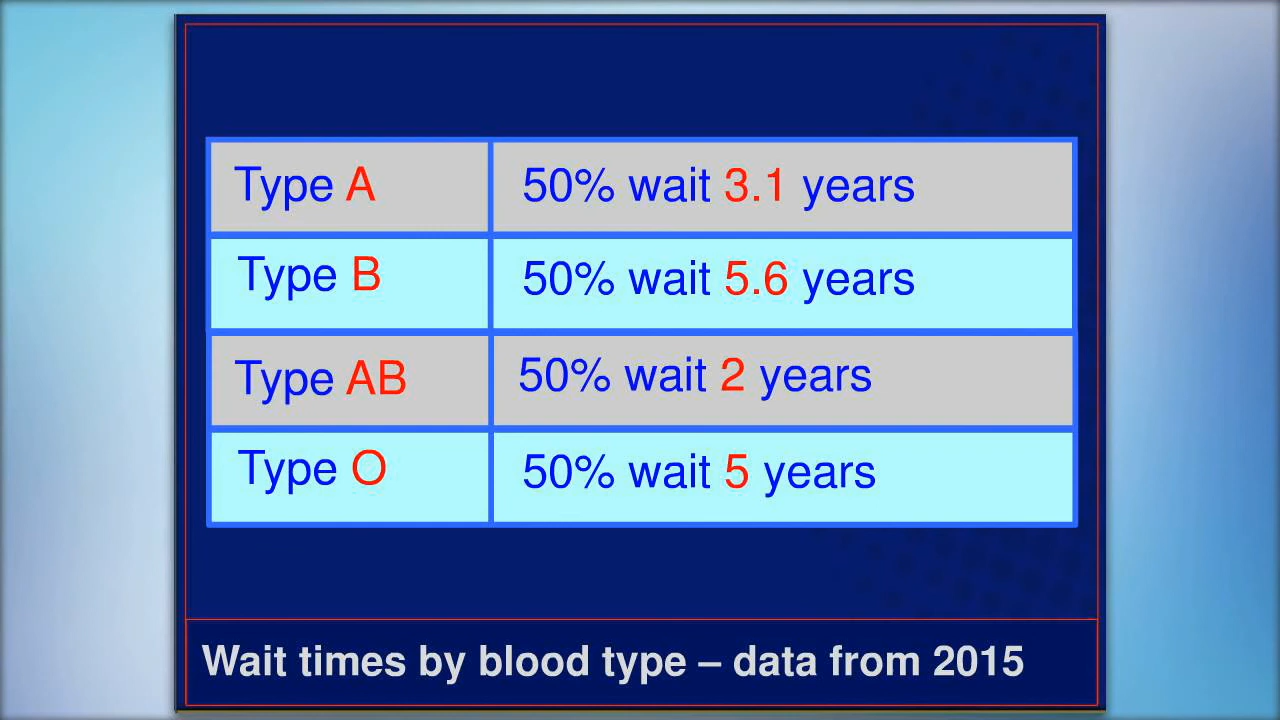 Type A 50% wait 3.1 years
Type B 50% wait 5.6 years
Type AB 50% wait 2 years
Type O 50% wait 5 years
Wait times by blood type – data from 2015